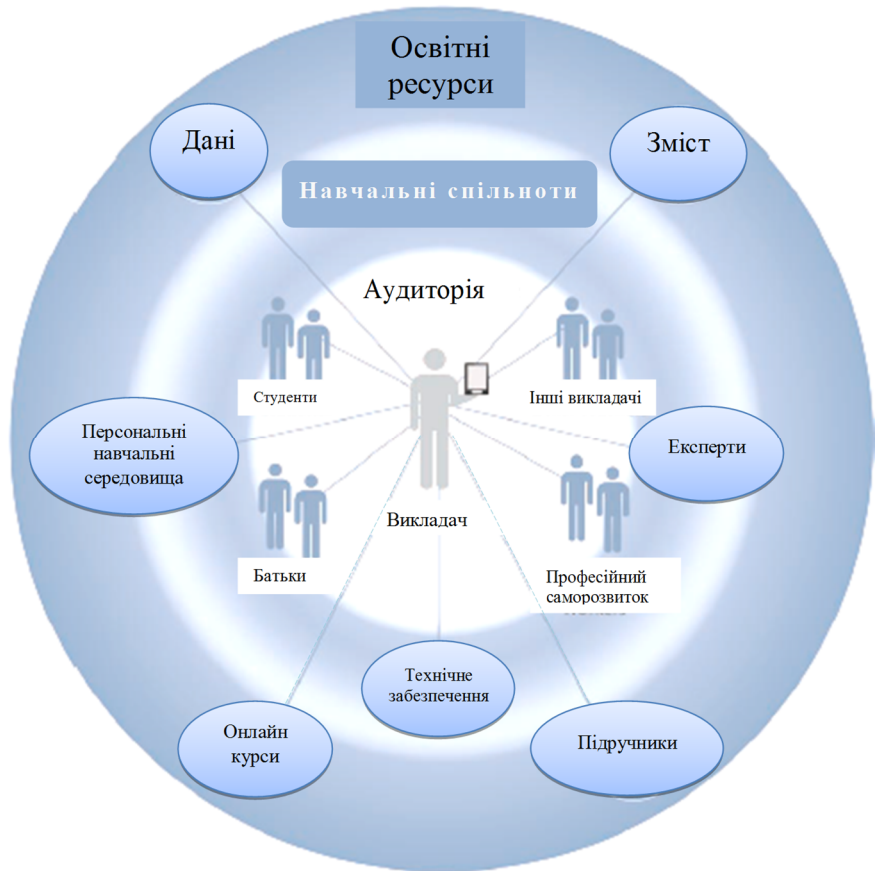 Освітні
ресурси
Дані
Зміст
Навчальні спільноти
Аудиторія
Студенти
Інші викладачі
Персональні
навчальні
середовища
Експерти
Викладач
Батьки
Професійний
саморозвиток
Технічне
забезпечення
Онлайн
курси
Підручники